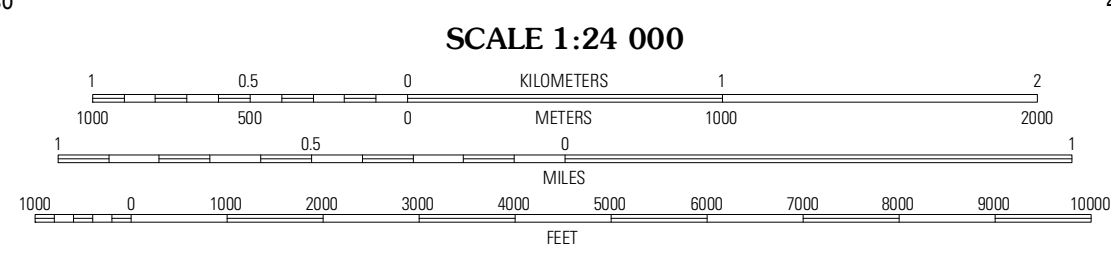 SCALE 1:24 000
1 0.5 0 KILOMETERS 1 2
1000 500 0 METERS 1000 2000
1 0.5 0 1
MILES
1000 0 1000 2000 3000 4000 5000 6000 7000 8000 9000 10000
FEET